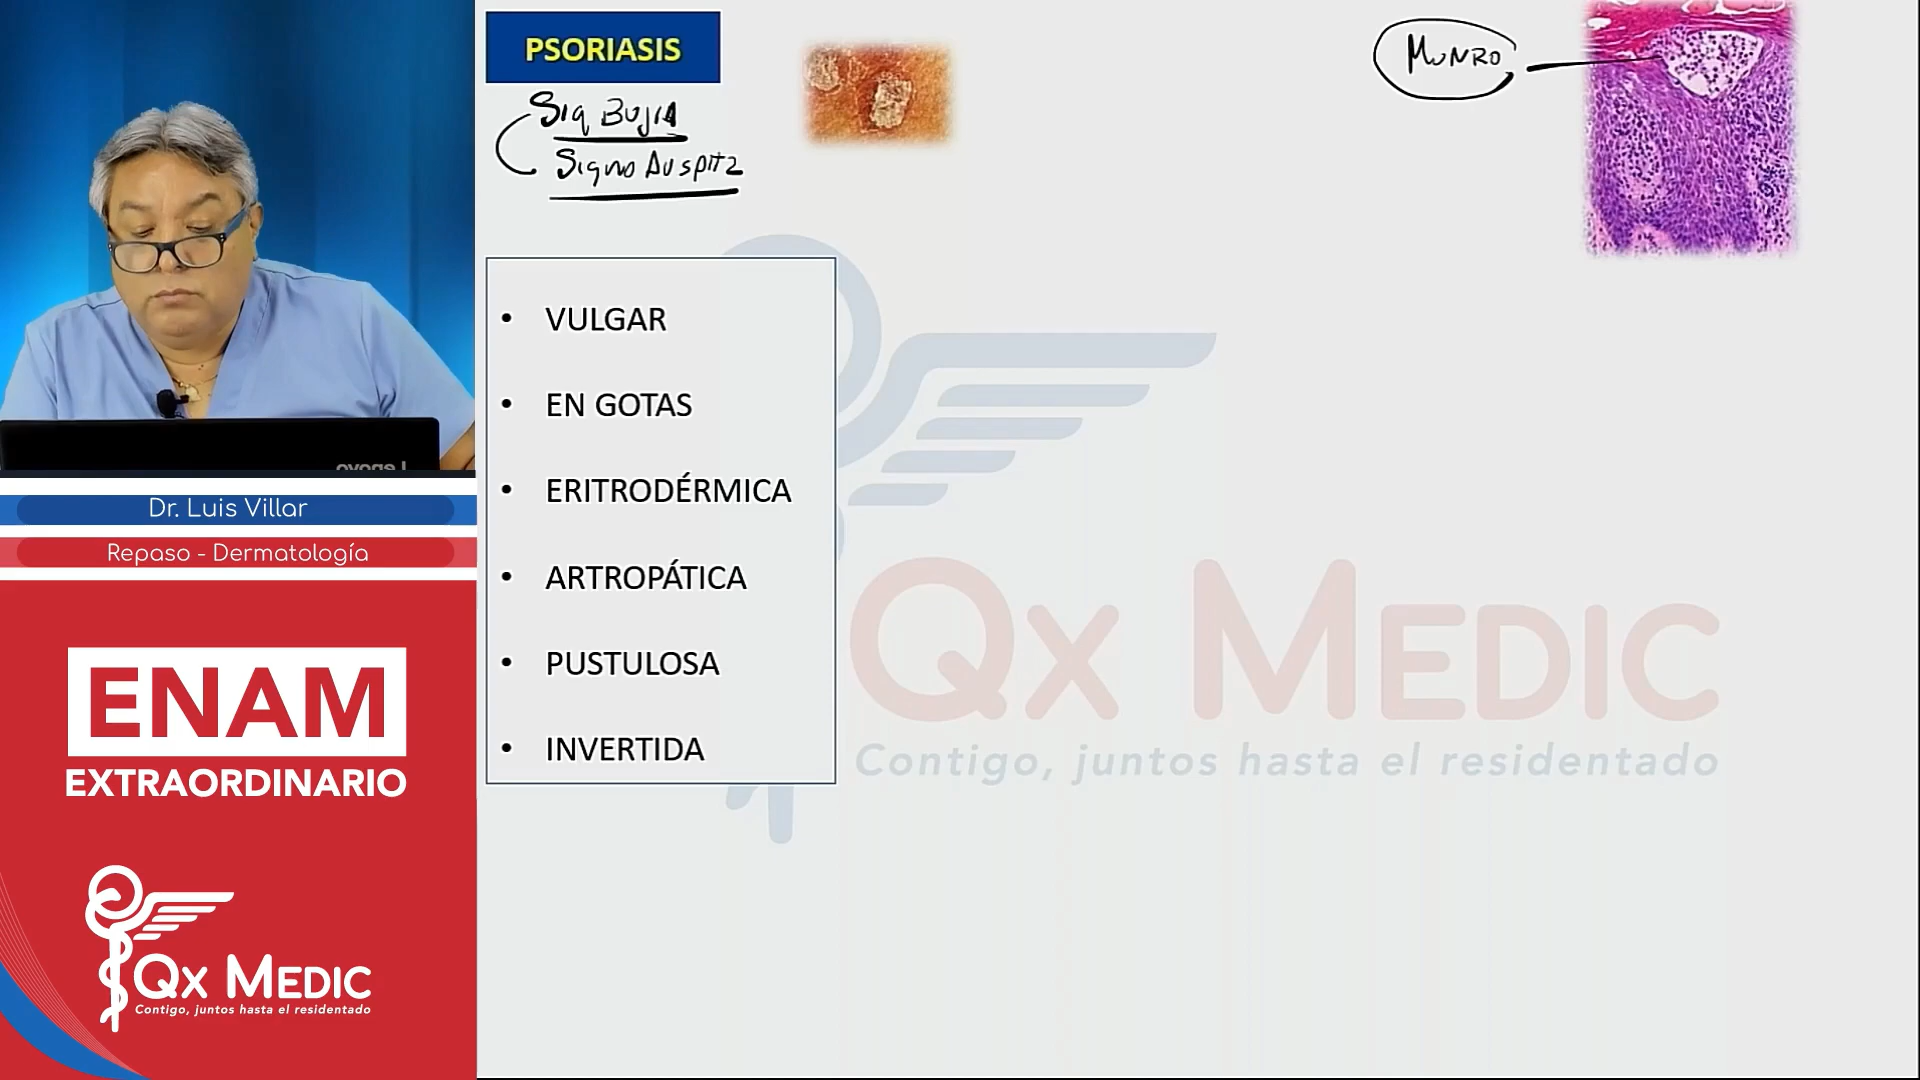 PSORIASIS
Sig Bujia
Signo Auspitz
MUNRO
• VULGAR
• EN GOTAS
• ERITRODÉRMICA
• ARTROPÁTICA
• PUSTULOSA
• INVERTIDA
Lenovo
Dr. Luis Villar
Repaso - Dermatología
ENAM
EXTRAORDINARIO
QX MEDIC
Contigo, juntos hasta el residentado
QX MEDIC
Contigo, juntos hasta el residentado